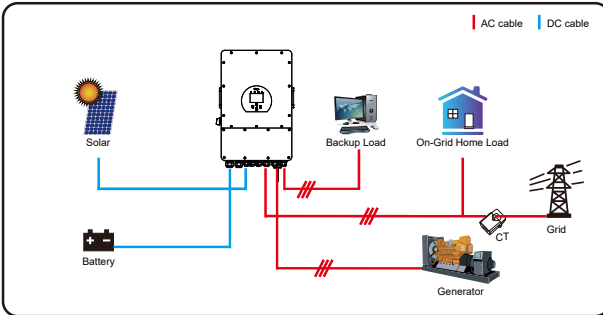 AC cable
DC cable
Solar
Backup Load
On-Grid Home Load
CT
Grid
Battery
Generator